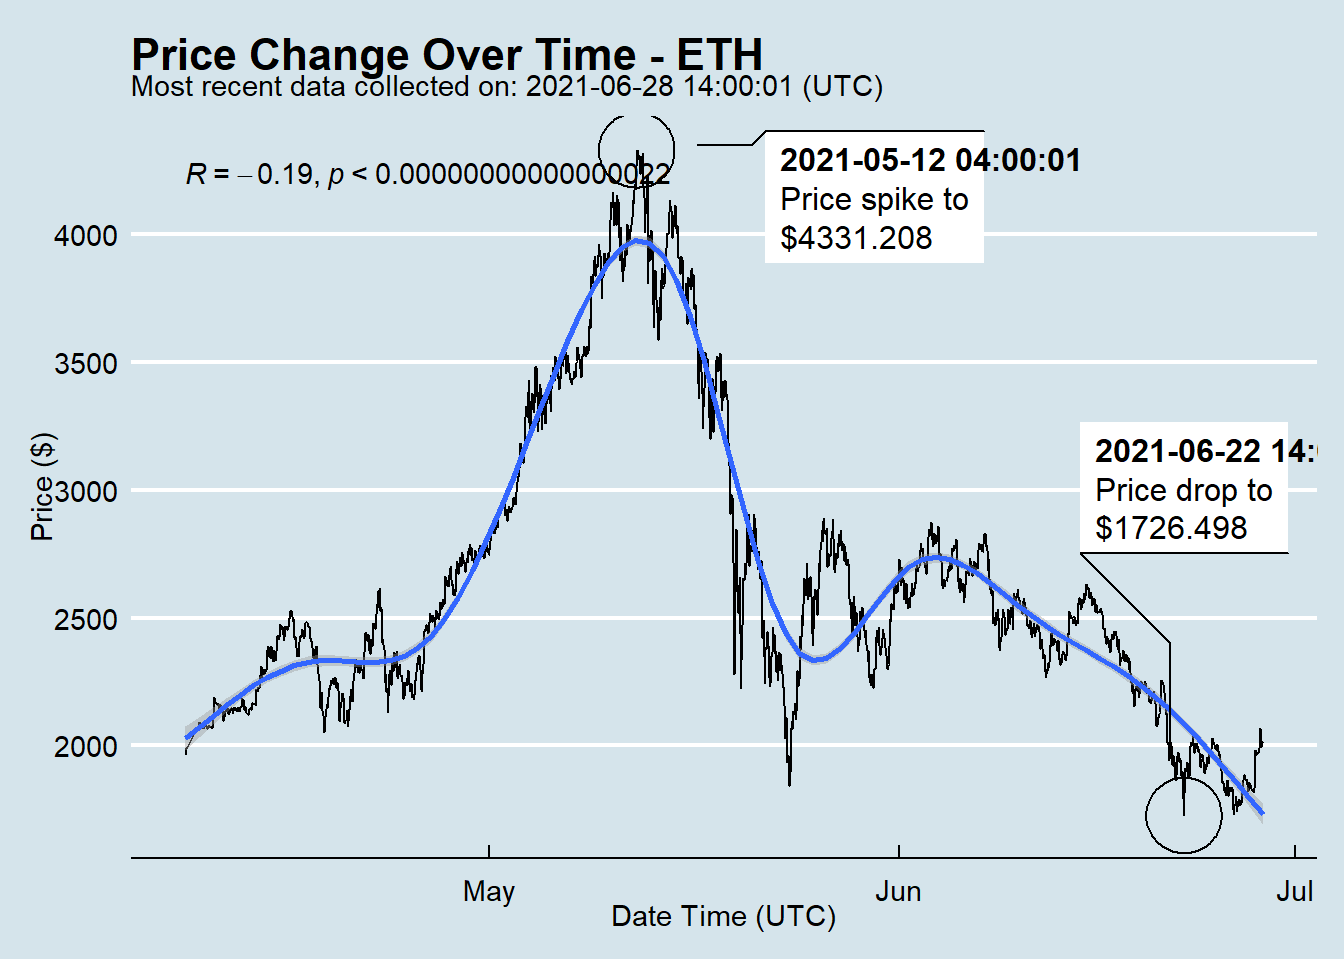 Price Change Over Time - ETH
Most recent data collected on: 2021-06-28 14:00:01 (UTC)
R = −0.19, p < 0.00000000000000022
2021-05-12 04:00:01
Price spike to
$4331.208
2021-06-22 14:
Price drop to
$1726.498
Price ($)
4000
3500
3000
2500
2000
May
Jun
Jul
Date Time (UTC)